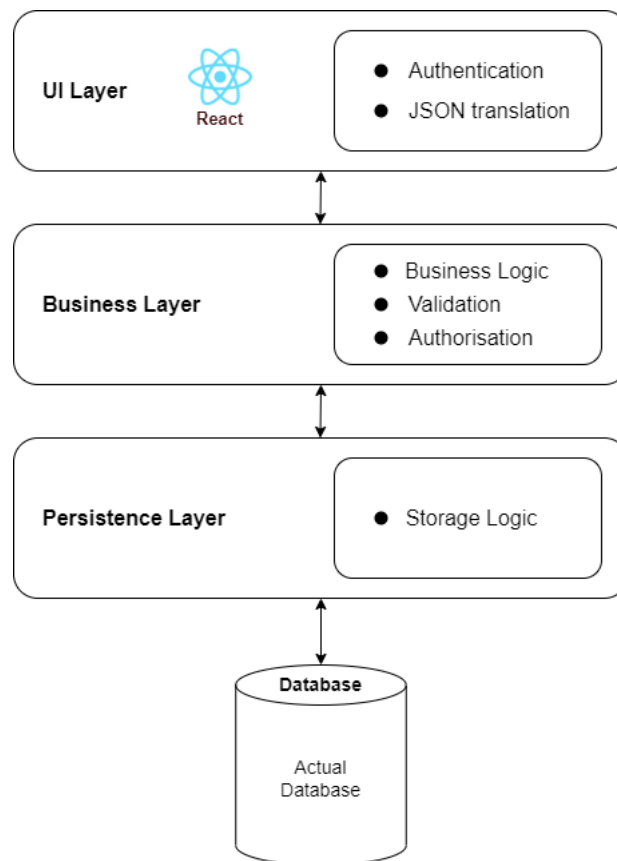 UI Layer
React
● Authentication
● JSON translation
Business Layer
● Business Logic
● Validation
● Authorisation
Persistence Layer
● Storage Logic
Database
Actual
Database